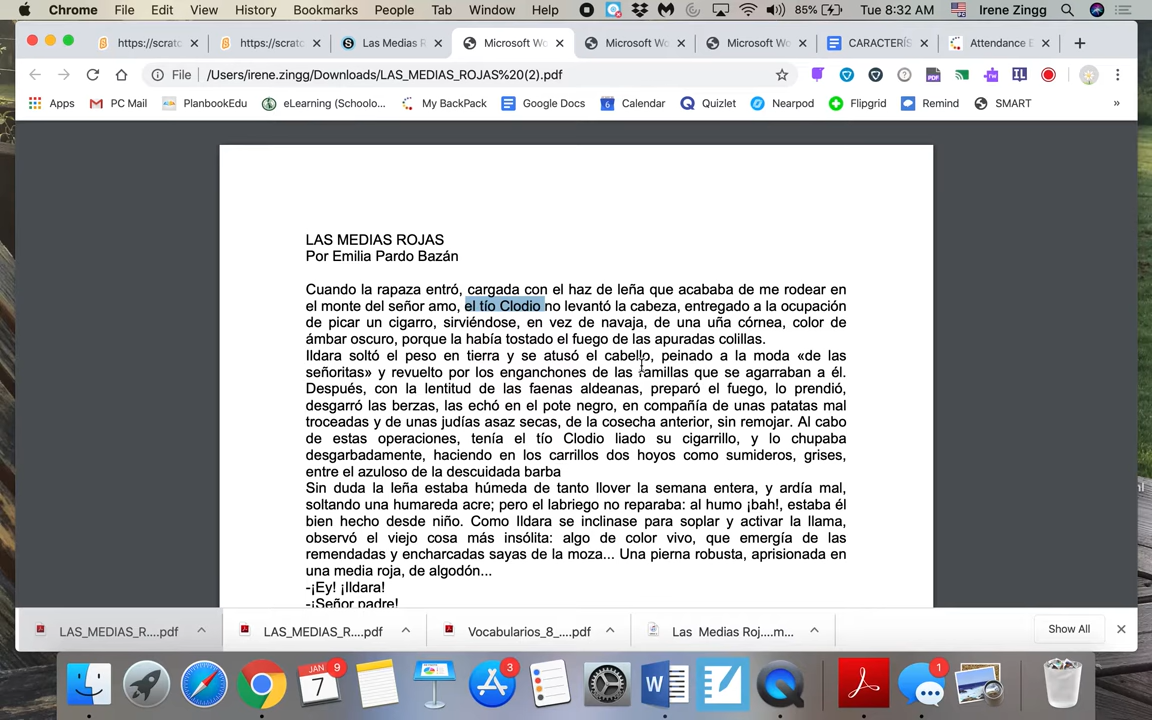 Chrome File Edit View History Bookmarks People Tab Window Help 85% Tue 8:32 AM Irene Zingg
https://scratc Las Medias R Microsoft Wo Microsoft Wo Microsoft Wo CARACTERÍS Attendance E
https://scratc
File /Users/irene.zingg/Downloads/LAS_MEDIAS_ROJAS%20(2).pdf
Apps PC Mail PlanbookEdu eLearning (Schoolo... My BackPack Google Docs Calendar Quizlet Nearpod Flipgrid Remind SMART »
LAS MEDIAS ROJAS
Por Emilia Pardo Bazán
Cuando la rapaza entró, cargada con el haz de leña que acababa de me rodear en
el monte del señor amo, el tío Clodio no levantó la cabeza, entregado a la ocupación
de picar un cigarro, sirviéndose, en vez de navaja, de una uña córnea, color de
ámbar oscuro, porque la había tostado el fuego de las apuradas colillas.
Ildara soltó el peso en tierra y se atusó el cabello, peinado a la moda «de las
señoritas» y revuelto por los enganchones de las ramillas que se agarraban a él.
Después, con la lentitud de las faenas aldeanas, preparó el fuego, lo prendió,
desgarró las berzas, las echó en el pote negro, en compañía de unas patatas mal
troceadas y de unas judías asaz secas, de la cosecha anterior, sin remojar. Al cabo
de estas operaciones, tenía el tío Clodio liado su cigarrillo, y lo chupaba
desgarbadamente, haciendo en los carrillos dos hoyos como sumideros, grises,
entre el azuloso de la descuidada barba
Sin duda la leña estaba húmeda de tanto llover la semana entera, y ardía mal,
soltando una humareda acre; pero el labriego no reparaba: al humo ¡bah!, estaba él
bien hecho desde niño. Como Ildara se inclinase para soplar y activar la llama,
observó el viejo cosa más insólita: algo de color vivo, que emergía de las
remendadas y encharcadas sayas de la moza... Una pierna robusta, aprisionada en
una media roja, de algodón...
-¡Ey! ¡Ildara!
-¡Señor padre!
LAS_MEDIAS_R....pdf LAS_MEDIAS_R....pdf Vocabularios_8_....pdf Las Medias Roj....m... Show All
JAN 9
7
3
1